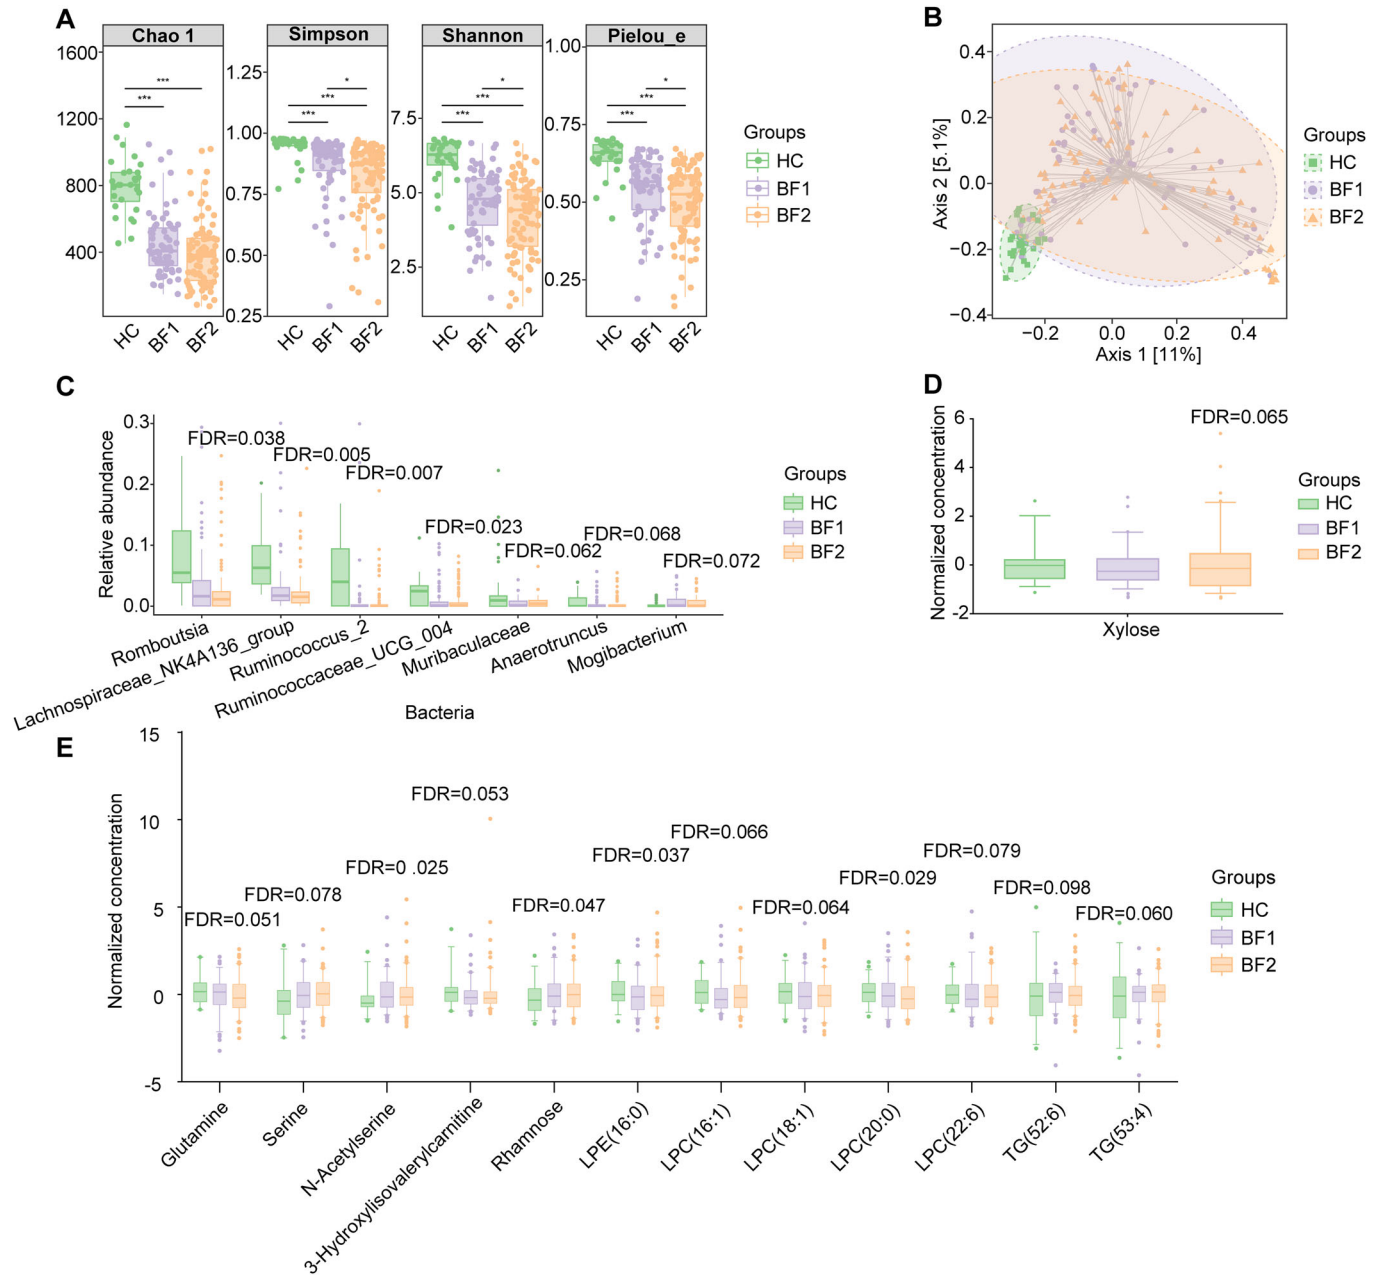 A
Chao 1
Simpson
Shannon
Pielou_e
1600
1200
800
400
1.25
1.00
0.75
0.50
0.25
7.5
5.0
2.5
1.00
0.75
0.50
0.25
***
***
*
***
***
*
***
***
*
***
***
HC
BF1
BF2
HC
BF1
BF2
HC
BF1
BF2
HC
BF1
BF2
Groups
HC
BF1
BF2
B
Axis 2 [5.1%]
0.4
0.2
0.0
−0.2
−0.4
−0.2
0.0
0.2
0.4
Axis 1 [11%]
Groups
HC
BF1
BF2
C
Relative abundance
0.3
0.2
0.1
0.0
FDR=0.038
FDR=0.005
FDR=0.007
FDR=0.023
FDR=0.062
FDR=0.068
FDR=0.072
Romboutsia
Lachnospiraceae_NK4A136_group
Ruminococcus_2
Ruminococcaceae_UCG_004
Muribaculaceae
Anaerotruncus
Mogibacterium
Bacteria
Groups
HC
BF1
BF2
D
Normalized concentration
6
4
2
0
-2
FDR=0.065
Xylose
Groups
HC
BF1
BF2
E
Normalized concentration
15
10
5
0
-5
FDR=0.051
FDR=0.078
FDR=0 .025
FDR=0.053
FDR=0.047
FDR=0.037
FDR=0.066
FDR=0.064
FDR=0.029
FDR=0.079
FDR=0.098
FDR=0.060
Glutamine
Serine
N-Acetylserine
3-Hydroxylisovalerylcarnitine
Rhamnose
LPE(16:0)
LPC(16:1)
LPC(18:1)
LPC(20:0)
LPC(22:6)
TG(52:6)
TG(53:4)
Groups
HC
BF1
BF2